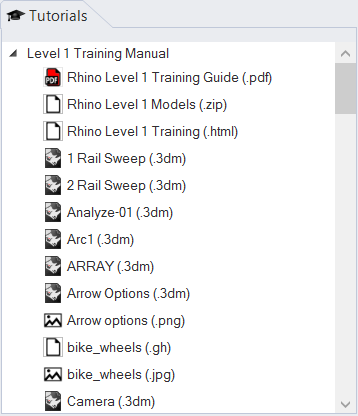 Tutorials
Level 1 Training Manual
PDF
Rhino Level 1 Training Guide (.pdf)
Rhino Level 1 Models (.zip)
Rhino Level 1 Training (.html)
1 Rail Sweep (.3dm)
2 Rail Sweep (.3dm)
Analyze-01 (.3dm)
Arc1 (.3dm)
ARRAY (.3dm)
Arrow Options (.3dm)
Arrow options (.png)
bike_wheels (.gh)
bike_wheels (.jpg)
Camera (.3dm)